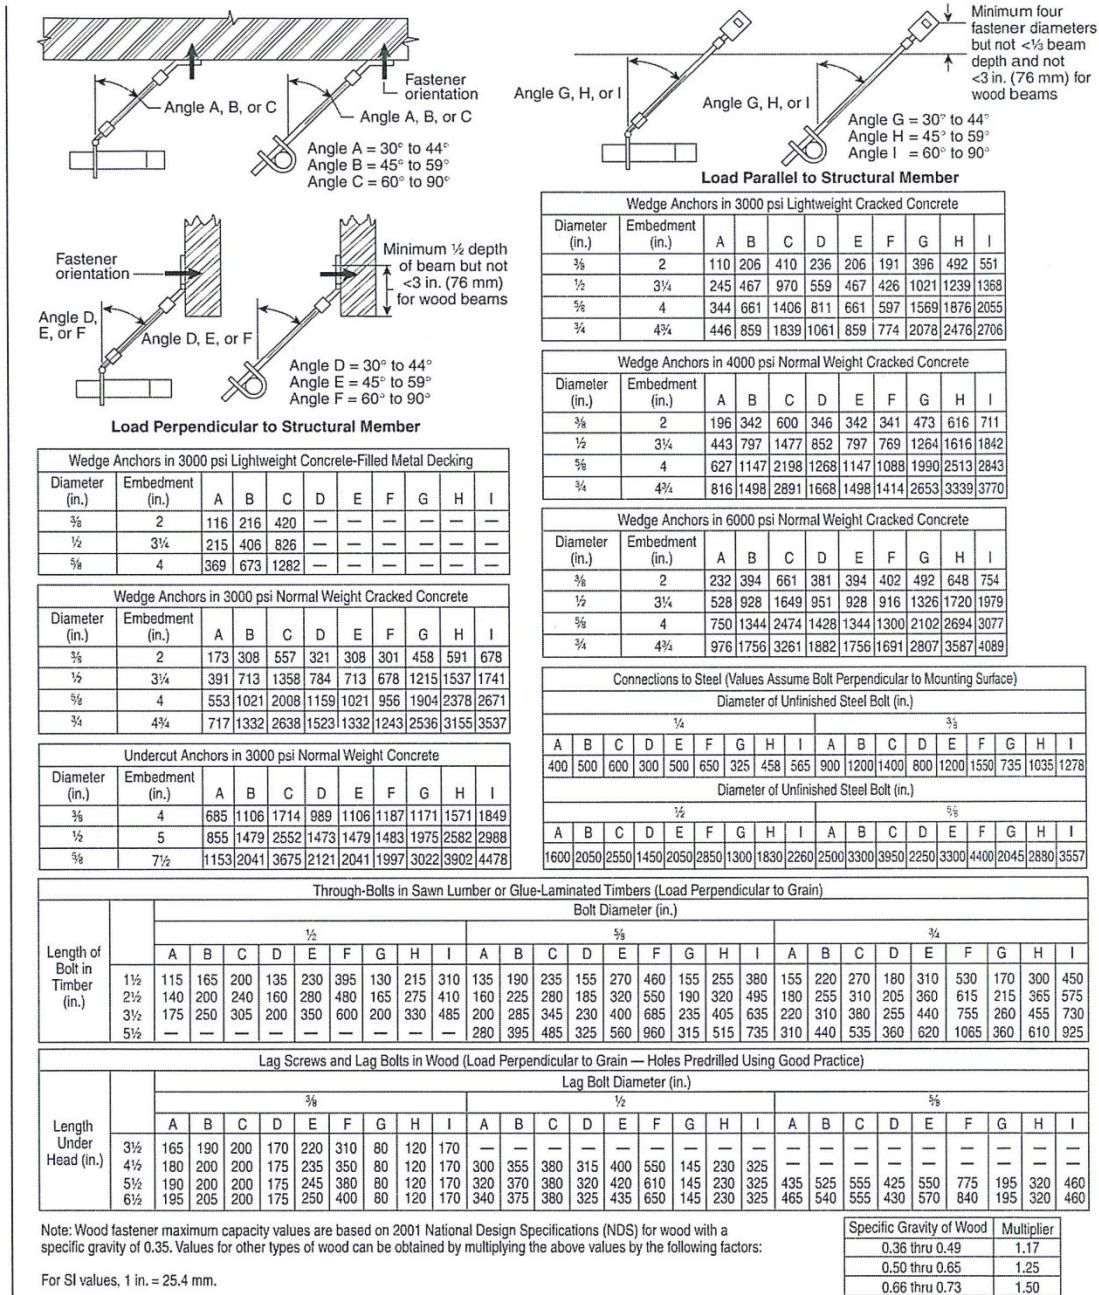 Fastener
orientation
Angle A, B, or C
Angle A, B, or C
Angle A = 30° to 44°
Angle B = 45° to 59°
Angle C = 60° to 90°
Fastener
orientation
Minimum ½ depth
of beam but not
<3 in. (76 mm)
for wood beams
Angle D,
E, or F
Angle D, E, or F
Angle D = 30° to 44°
Angle E = 45° to 59°
Angle F = 60° to 90°
Load Perpendicular to Structural Member
Wedge Anchors in 3000 psi Lightweight Concrete-Filled Metal Decking
Diameter (in.) Embedment (in.) A B C D E F G H I
⅜ 2 116 216 420 — — — — — —
½ 3¼ 215 406 826 — — — — — —
⅝ 4 369 673 1282 — — — — — —
Wedge Anchors in 3000 psi Normal Weight Cracked Concrete
Diameter (in.) Embedment (in.) A B C D E F G H I
⅜ 2 173 308 557 321 308 301 458 591 678
½ 3¼ 391 713 1358 784 713 678 1215 1537 1741
⅝ 4 553 1021 2008 1159 1021 956 1904 2378 2671
¾ 4¾ 717 1332 2638 1523 1332 1243 2536 3155 3537
Undercut Anchors in 3000 psi Normal Weight Concrete
Diameter (in.) Embedment (in.) A B C D E F G H I
⅜ 4 685 1106 1714 989 1106 1187 1171 1571 1849
½ 5 855 1479 2552 1473 1479 1483 1975 2582 2988
⅝ 7½ 1153 2041 3675 2121 2041 1997 3022 3902 4478
Minimum four
fastener diameters
but not <⅓ beam
depth and not
<3 in. (76 mm) for
wood beams
Angle G, H, or I
Angle G, H, or I
Angle G = 30° to 44°
Angle H = 45° to 59°
Angle I = 60° to 90°
Load Parallel to Structural Member
Wedge Anchors in 3000 psi Lightweight Cracked Concrete
Diameter (in.) Embedment (in.) A B C D E F G H I
⅜ 2 110 206 410 236 206 191 396 492 551
½ 3¼ 245 467 970 559 467 426 1021 1239 1368
⅝ 4 344 661 1406 811 661 597 1569 1876 2055
¾ 4¾ 446 859 1839 1061 859 774 2078 2476 2706
Wedge Anchors in 4000 psi Normal Weight Cracked Concrete
Diameter (in.) Embedment (in.) A B C D E F G H I
⅜ 2 196 342 600 346 342 341 473 616 711
½ 3¼ 443 797 1477 852 797 769 1264 1616 1842
⅝ 4 627 1147 2198 1268 1147 1088 1990 2513 2843
¾ 4¾ 816 1498 2891 1668 1498 1414 2653 3339 3770
Wedge Anchors in 6000 psi Normal Weight Cracked Concrete
Diameter (in.) Embedment (in.) A B C D E F G H I
⅜ 2 232 394 661 381 394 402 492 648 754
½ 3¼ 528 928 1649 951 928 916 1326 1720 1979
⅝ 4 750 1344 2474 1428 1344 1300 2102 2694 3077
¾ 4¾ 976 1756 3261 1882 1756 1691 2807 3587 4089
Connections to Steel (Values Assume Bolt Perpendicular to Mounting Surface)
Diameter of Unfinished Steel Bolt (in.)
¼ ⅜
A B C D E F G H I A B C D E F G H I
400 500 600 300 500 650 325 458 565 900 1200 1400 800 1200 1550 735 1035 1278
Diameter of Unfinished Steel Bolt (in.)
½ ⅝
A B C D E F G H I A B C D E F G H I
1600 2050 2550 1450 2050 2850 1300 1830 2260 2500 3300 3950 2250 3300 4400 2045 2880 3557
Through-Bolts in Sawn Lumber or Glue-Laminated Timbers (Load Perpendicular to Grain)
Length of Bolt in Timber (in.)
Bolt Diameter (in.)
½ ⅝ ¾
A B C D E F G H I A B C D E F G H I A B C D E F G H I
1½ 115 165 200 135 230 395 130 215 310 135 190 235 155 270 460 155 255 380 155 220 270 180 310 530 170 300 450
2½ 140 200 240 160 280 480 165 275 410 160 225 280 185 320 550 190 320 495 180 255 310 205 360 615 215 365 575
3½ 175 250 305 200 350 600 200 330 485 200 285 345 230 400 685 235 405 635 220 310 380 255 440 755 260 455 730
5½ — — — — — — — — — 280 395 485 325 560 960 315 515 735 310 440 535 360 620 1065 360 610 925
Lag Screws and Lag Bolts in Wood (Load Perpendicular to Grain — Holes Predrilled Using Good Practice)
Length Under Head (in.)
Lag Bolt Diameter (in.)
⅜ ½ ⅝
A B C D E F G H I A B C D E F G H I A B C D E F G H I
3½ 165 190 200 170 220 310 80 120 170 — — — — — — — — — — — — — — — — — —
4½ 180 200 200 175 235 350 80 120 170 300 355 380 315 400 550 145 230 325 — — — — — — — — —
5½ 190 200 200 175 245 380 80 120 170 320 370 380 320 420 610 145 230 325 435 525 555 425 550 775 195 320 460
6½ 195 205 200 175 250 400 80 120 170 340 375 380 325 435 650 145 230 325 465 540 555 430 570 840 195 320 460
Note: Wood fastener maximum capacity values are based on 2001 National Design Specifications (NDS) for wood with a
specific gravity of 0.35. Values for other types of wood can be obtained by multiplying the above values by the following factors:
For SI values, 1 in. = 25.4 mm.
Specific Gravity of Wood Multiplier
0.36 thru 0.49 1.17
0.50 thru 0.65 1.25
0.66 thru 0.73 1.50